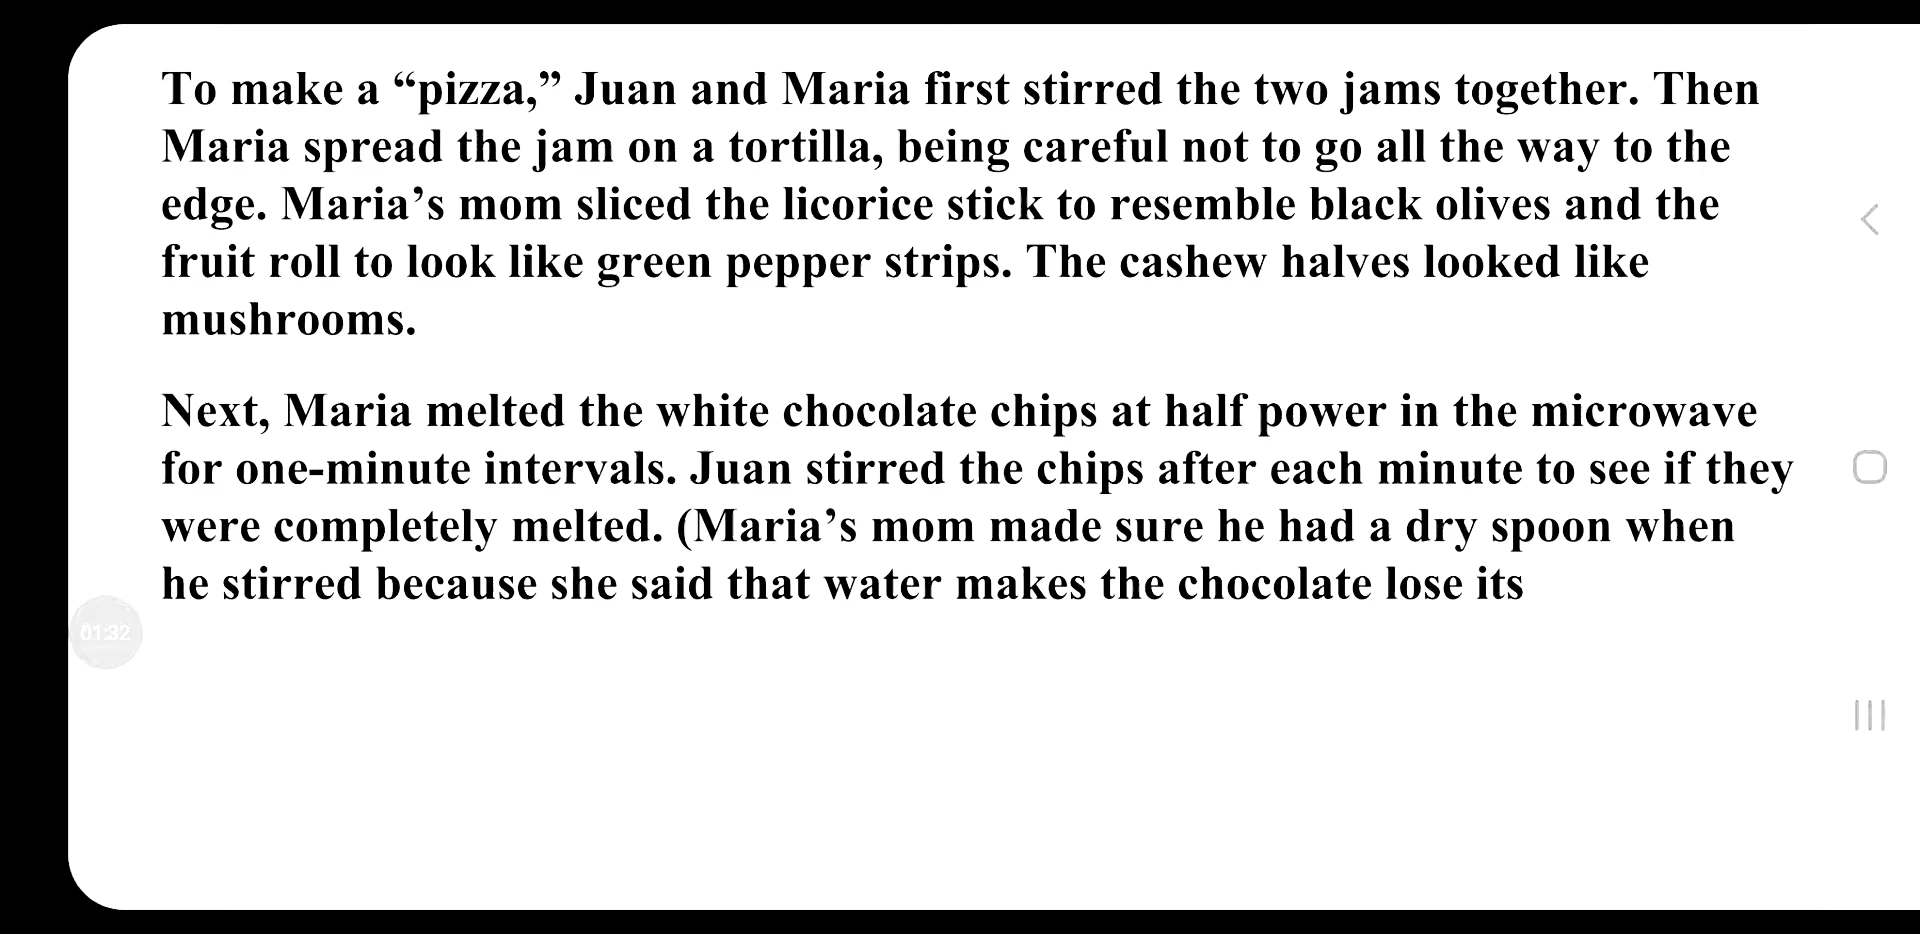 To make a “pizza,” Juan and Maria first stirred the two jams together. Then
Maria spread the jam on a tortilla, being careful not to go all the way to the
edge. Maria’s mom sliced the licorice stick to resemble black olives and the
fruit roll to look like green pepper strips. The cashew halves looked like
mushrooms.
Next, Maria melted the white chocolate chips at half power in the microwave
for one-minute intervals. Juan stirred the chips after each minute to see if they
were completely melted. (Maria’s mom made sure he had a dry spoon when
he stirred because she said that water makes the chocolate lose its
01:32